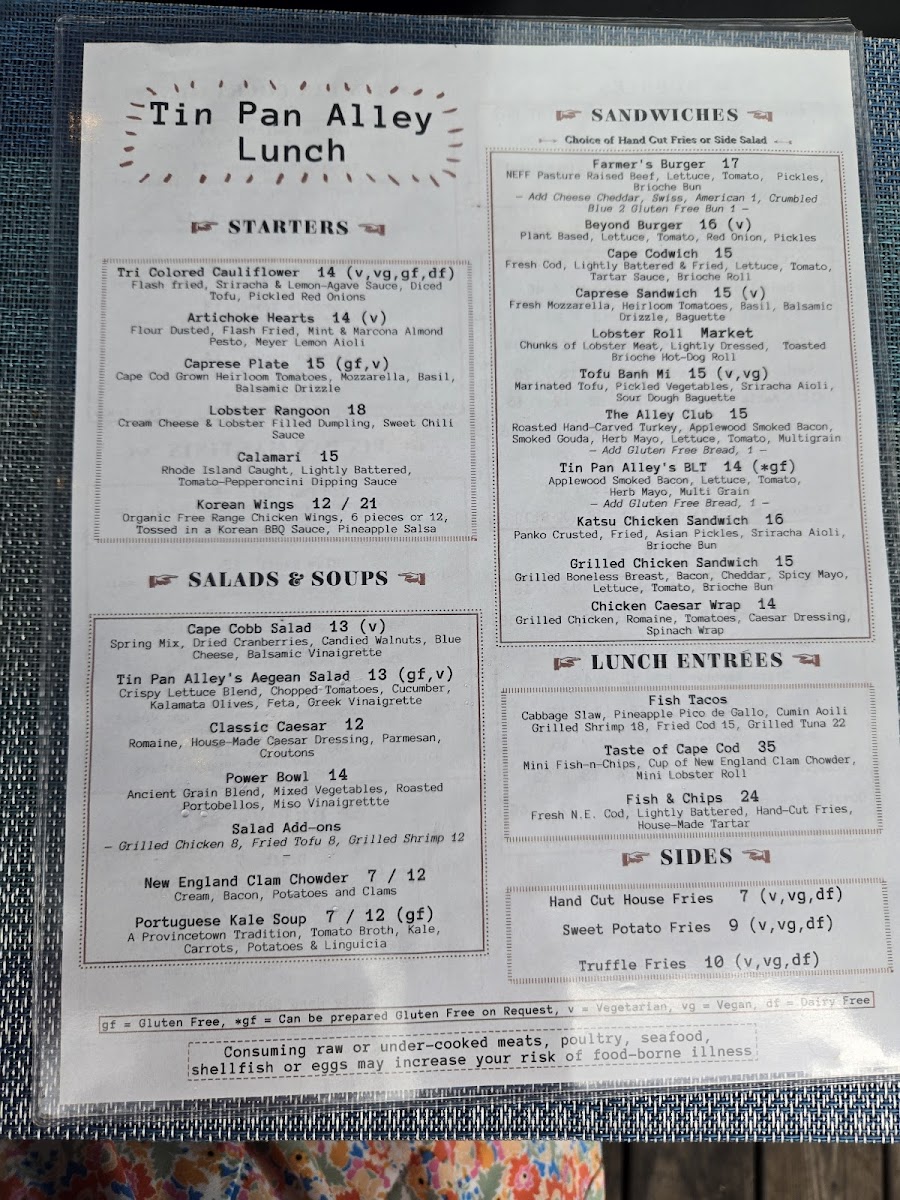 Tin Pan Alley
Lunch
STARTERS
Tri Colored Cauliflower 14 (v,vg,gf,df)
Flash fried, Sriracha & Lemon-Agave Sauce, Diced
Tofu, Pickled Red Onions
Artichoke Hearts 14 (v)
Flour Dusted, Flash Fried, Mint & Marcona Almond
Pesto, Meyer Lemon Aioli
Caprese Plate 15 (gf,v)
Cape Cod Grown Heirloom Tomatoes, Mozzarella, Basil,
Balsamic Drizzle
Lobster Rangoon 18
Cream Cheese & Lobster Filled Dumpling, Sweet Chili
Sauce
Calamari 15
Rhode Island Caught, Lightly Battered,
Tomato-Pepperoncini Dipping Sauce
Korean Wings 12 / 21
Organic Free Range Chicken Wings, 6 pieces or 12,
Tossed in a Korean BBQ Sauce, Pineapple Salsa
SALADS & SOUPS
Cape Cobb Salad 13 (v)
Spring Mix, Dried Cranberries, Candied Walnuts, Blue
Cheese, Balsamic Vinaigrette
Tin Pan Alley's Aegean Salad 13 (gf,v)
Crispy Lettuce Blend, Chopped Tomatoes, Cucumber,
Kalamata Olives, Feta, Greek Vinaigrette
Classic Caesar 12
Romaine, House-Made Caesar Dressing, Parmesan,
Croutons
Power Bowl 14
Ancient Grain Blend, Mixed Vegetables, Roasted
Portobellos, Miso Vinaigrettte
Salad Add-ons
— Grilled Chicken 8, Fried Tofu 8, Grilled Shrimp 12
—
New England Clam Chowder 7 / 12
Cream, Bacon, Potatoes and Clams
Portuguese Kale Soup 7 / 12 (gf)
A Provincetown Tradition, Tomato Broth, Kale,
Carrots, Potatoes & Linguicia
SANDWICHES
Choice of Hand Cut Fries or Side Salad
Farmer's Burger 17
NEFF Pasture Raised Beef, Lettuce, Tomato, Pickles,
Brioche Bun
— Add Cheese Cheddar, Swiss, American 1, Crumbled
Blue 2 Gluten Free Bun 1 —
Beyond Burger 16 (v)
Plant Based, Lettuce, Tomato, Red Onion, Pickles
Cape Codwich 15
Fresh Cod, Lightly Battered & Fried, Lettuce, Tomato,
Tartar Sauce, Brioche Roll
Caprese Sandwich 15 (v)
Fresh Mozzarella, Heirloom Tomatoes, Basil, Balsamic
Drizzle, Baguette
Lobster Roll Market
Chunks of Lobster Meat, Lightly Dressed, Toasted
Brioche Hot-Dog Roll
Tofu Banh Mi 15 (v,vg)
Marinated Tofu, Pickled Vegetables, Sriracha Aioli,
Sour Dough Baguette
The Alley Club 15
Roasted Hand-Carved Turkey, Applewood Smoked Bacon,
Smoked Gouda, Herb Mayo, Lettuce, Tomato, Multigrain
— Add Gluten Free Bread, 1 —
Tin Pan Alley's BLT 14 (*gf)
Applewood Smoked Bacon, Lettuce, Tomato,
Herb Mayo, Multi Grain
— Add Gluten Free Bread, 1 —
Katsu Chicken Sandwich 16
Panko Crusted, Fried, Asian Pickles, Sriracha Aioli,
Brioche Bun
Grilled Chicken Sandwich 15
Grilled Boneless Breast, Bacon, Cheddar, Spicy Mayo,
Lettuce, Tomato, Brioche Bun
Chicken Caesar Wrap 14
Grilled Chicken, Romaine, Tomatoes, Caesar Dressing,
Spinach Wrap
LUNCH ENTRÉES
Fish Tacos
Cabbage Slaw, Pineapple Pico de Gallo, Cumin Aoili
Grilled Shrimp 18, Fried Cod 15, Grilled Tuna 22
Taste of Cape Cod 35
Mini Fish-n-Chips, Cup of New England Clam Chowder,
Mini Lobster Roll
Fish & Chips 24
Fresh N.E. Cod, Lightly Battered, Hand-Cut Fries,
House-Made Tartar
SIDES
Hand Cut House Fries 7 (v,vg,df)
Sweet Potato Fries 9 (v,vg,df)
Truffle Fries 10 (v,vg,df)
gf = Gluten Free, *gf = Can be prepared Gluten Free on Request, v = Vegetarian, vg = Vegan, df = Dairy Free
Consuming raw or under-cooked meats, poultry, seafood,
shellfish or eggs may increase your risk of food-borne illness